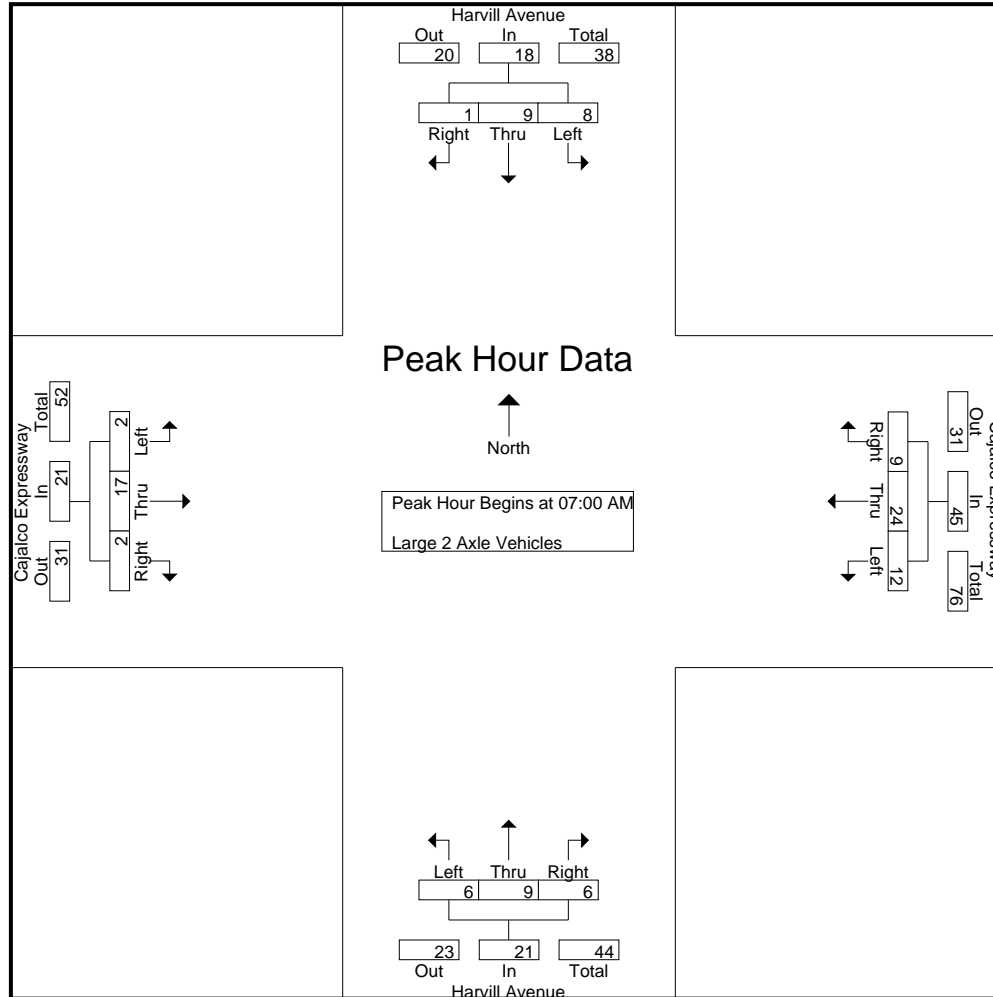 Harvill Avenue
Out In Total
20 18 38
1 9 8
Right Thru Left
Peak Hour Data
North
Peak Hour Begins at 07:00 AM
Large 2 Axle Vehicles
Cajalco Expressway
Total In Out
52 21 31
2 17 2
Left Thru Right
Right Thru Left
9 24 12
Out In Total
31 45 76
Cajalco Expressway
Left Thru Right
6 9 6
23 21 44
Out In Total
Harvill Avenue